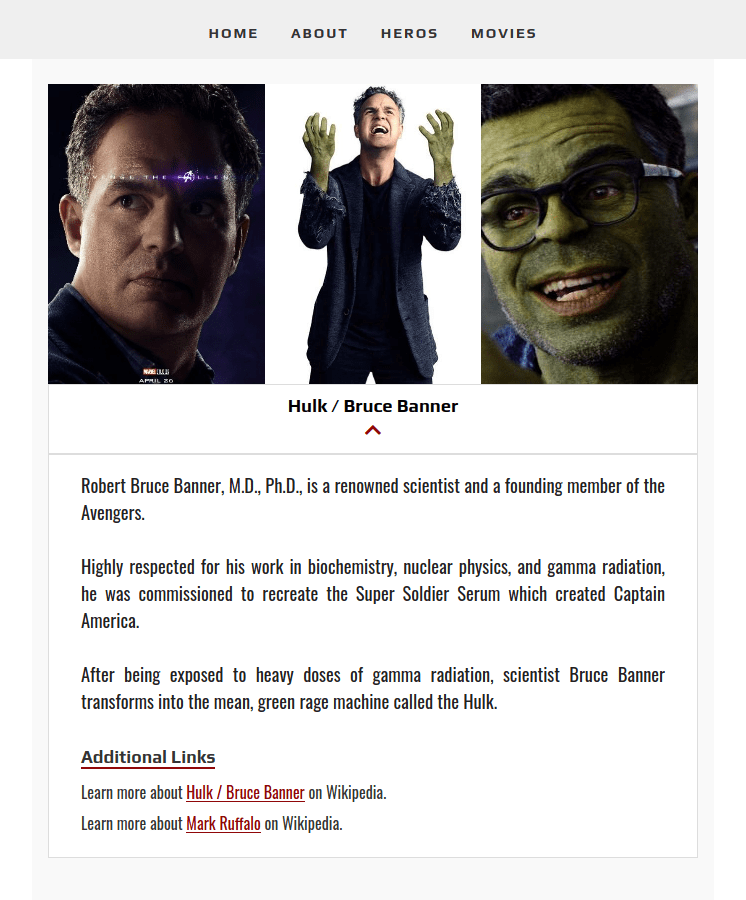 HOME ABOUT HEROS MOVIES
AVENGE THE FALLEN
MARVEL STUDIOS
APRIL 26
Hulk / Bruce Banner
Robert Bruce Banner, M.D., Ph.D., is a renowned scientist and a founding member of the
Avengers.
Highly respected for his work in biochemistry, nuclear physics, and gamma radiation,
he was commissioned to recreate the Super Soldier Serum which created Captain
America.
After being exposed to heavy doses of gamma radiation, scientist Bruce Banner
transforms into the mean, green rage machine called the Hulk.
Additional Links
Learn more about Hulk / Bruce Banner on Wikipedia.
Learn more about Mark Ruffalo on Wikipedia.